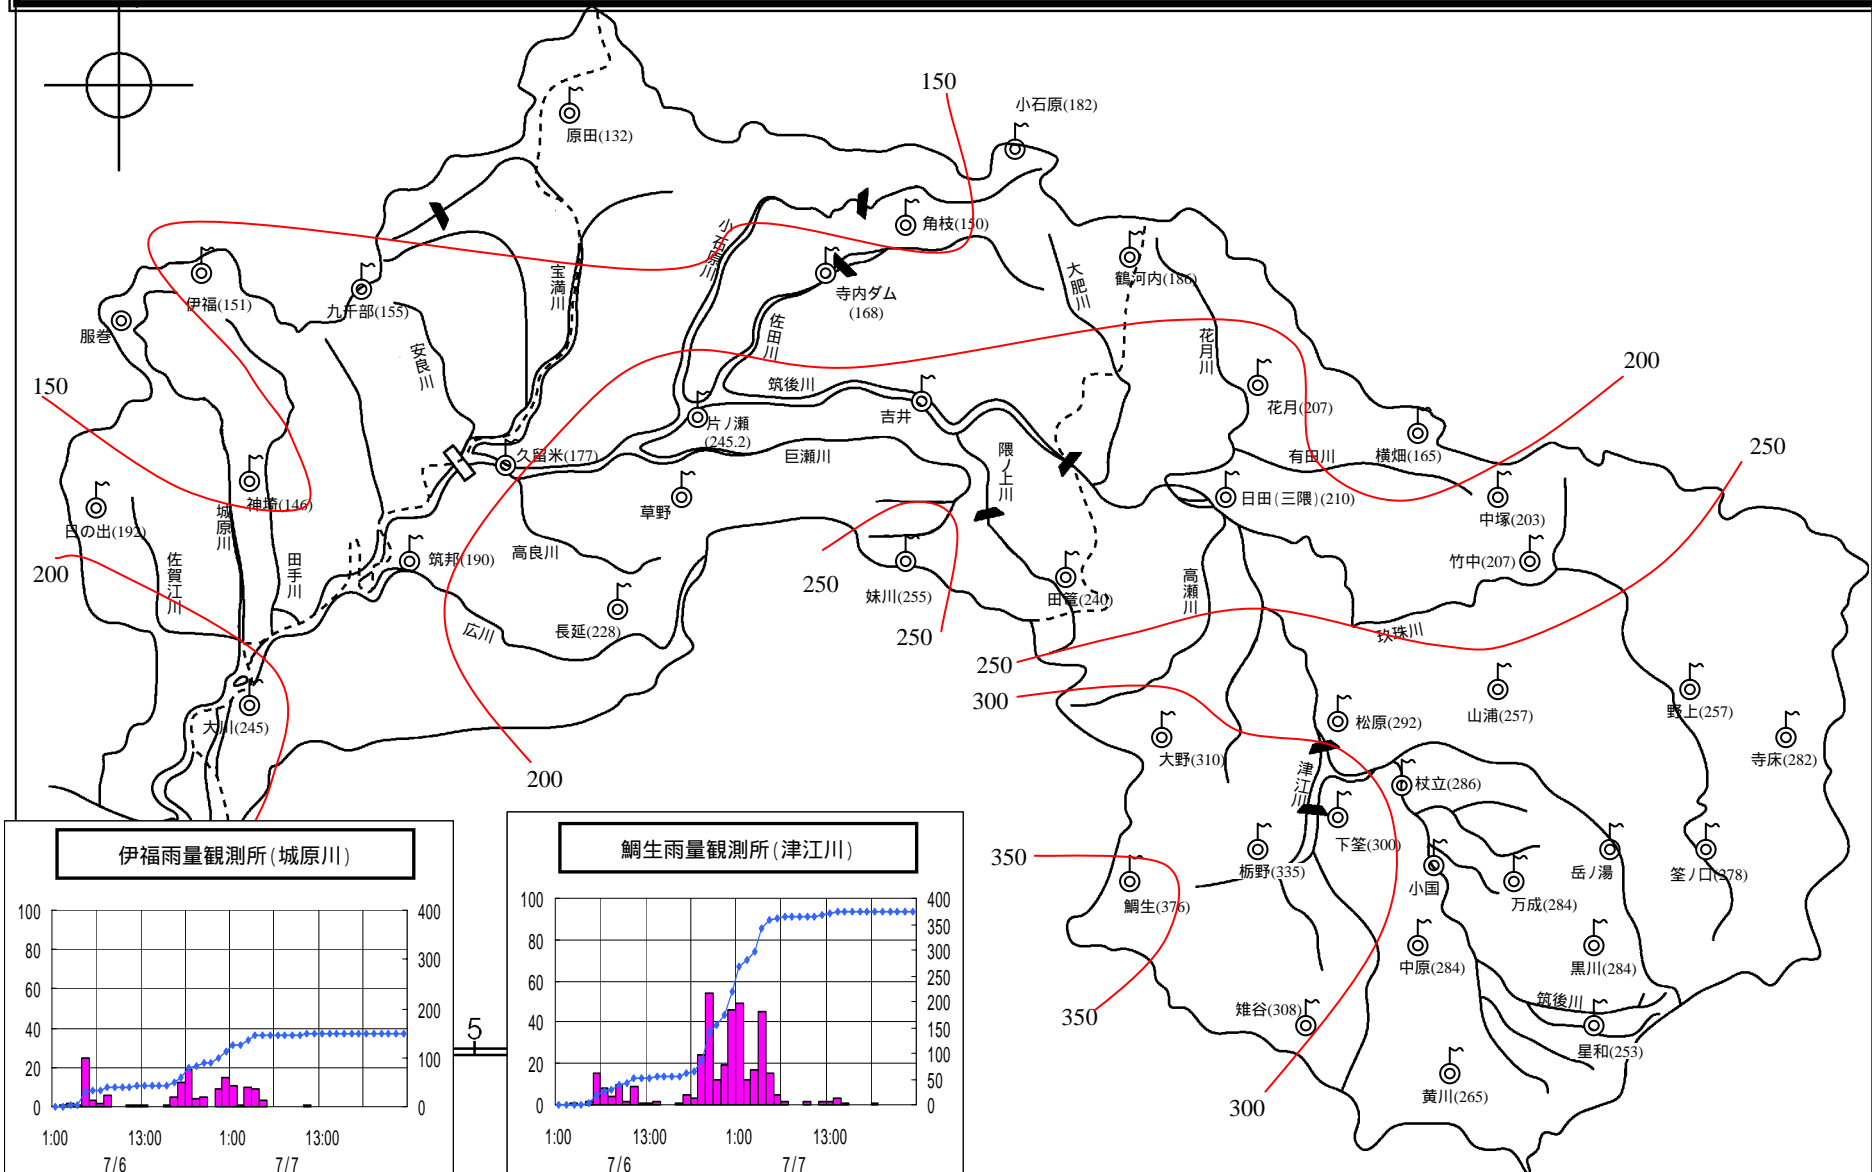 150
小石原(182)
原田(132)
角枝(150)
小石原川
宝満川
大肥川
鶴河内(186)
伊福(151)
九千部(155)
寺内ダム
(168)
服巻
佐田川
花月川
安良川
150
筑後川
200
花月(207)
吉井
片ノ瀬
(245.2)
久留米(177)
巨瀬川
隈ノ上川
有田川
横畑(165)
250
神埼(146)
日の出(192)
城原川
草野
日田(三隈)(210)
中塚(203)
佐賀江川
田手川
筑邦(190)
高良川
竹中(207)
200
250
妹川(255)
田篭(240)
高瀬川
長延(228)
広川
250
玖珠川
250
300
大川(245)
松原(292)
山浦(257)
野上(257)
大野(310)
寺床(282)
200
津江川
杖立(286)
下筌(300)
350
栃野(335)
小国
岳ノ湯
筌ノ口(278)
鯛生(376)
万成(284)
中原(284)
黒川(284)
350
雉谷(308)
筑後川
星和(253)
300
黄川(265)
伊福雨量観測所(城原川)
100
80
60
40
20
0
400
300
200
100
0
1:00
13:00
1:00
13:00
7/6
7/7
5
鯛生雨量観測所(津江川)
100
80
60
40
20
0
400
350
300
250
200
150
100
50
0
1:00
13:00
1:00
13:00
7/6
7/7